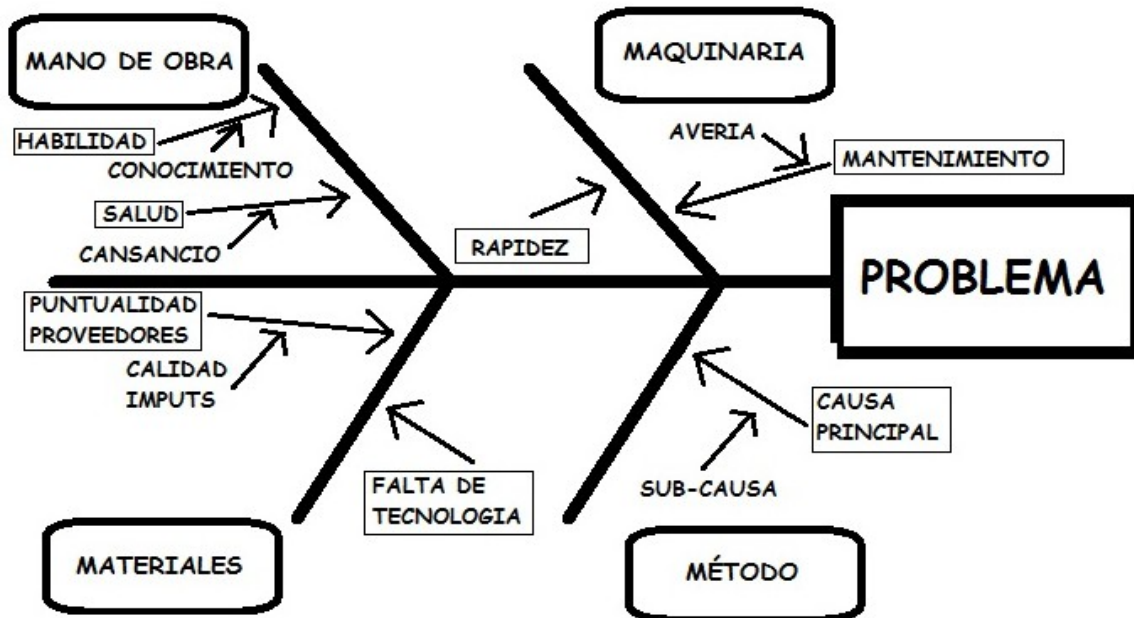 MANO DE OBRA
MAQUINARIA
HABILIDAD
CONOCIMIENTO
SALUD
CANSANCIO
AVERIA
MANTENIMIENTO
RAPIDEZ
PROBLEMA
PUNTUALIDAD
PROVEEDORES
CALIDAD
IMPUTS
FALTA DE
TECNOLOGIA
CAUSA
PRINCIPAL
SUB-CAUSA
MATERIALES
MÉTODO